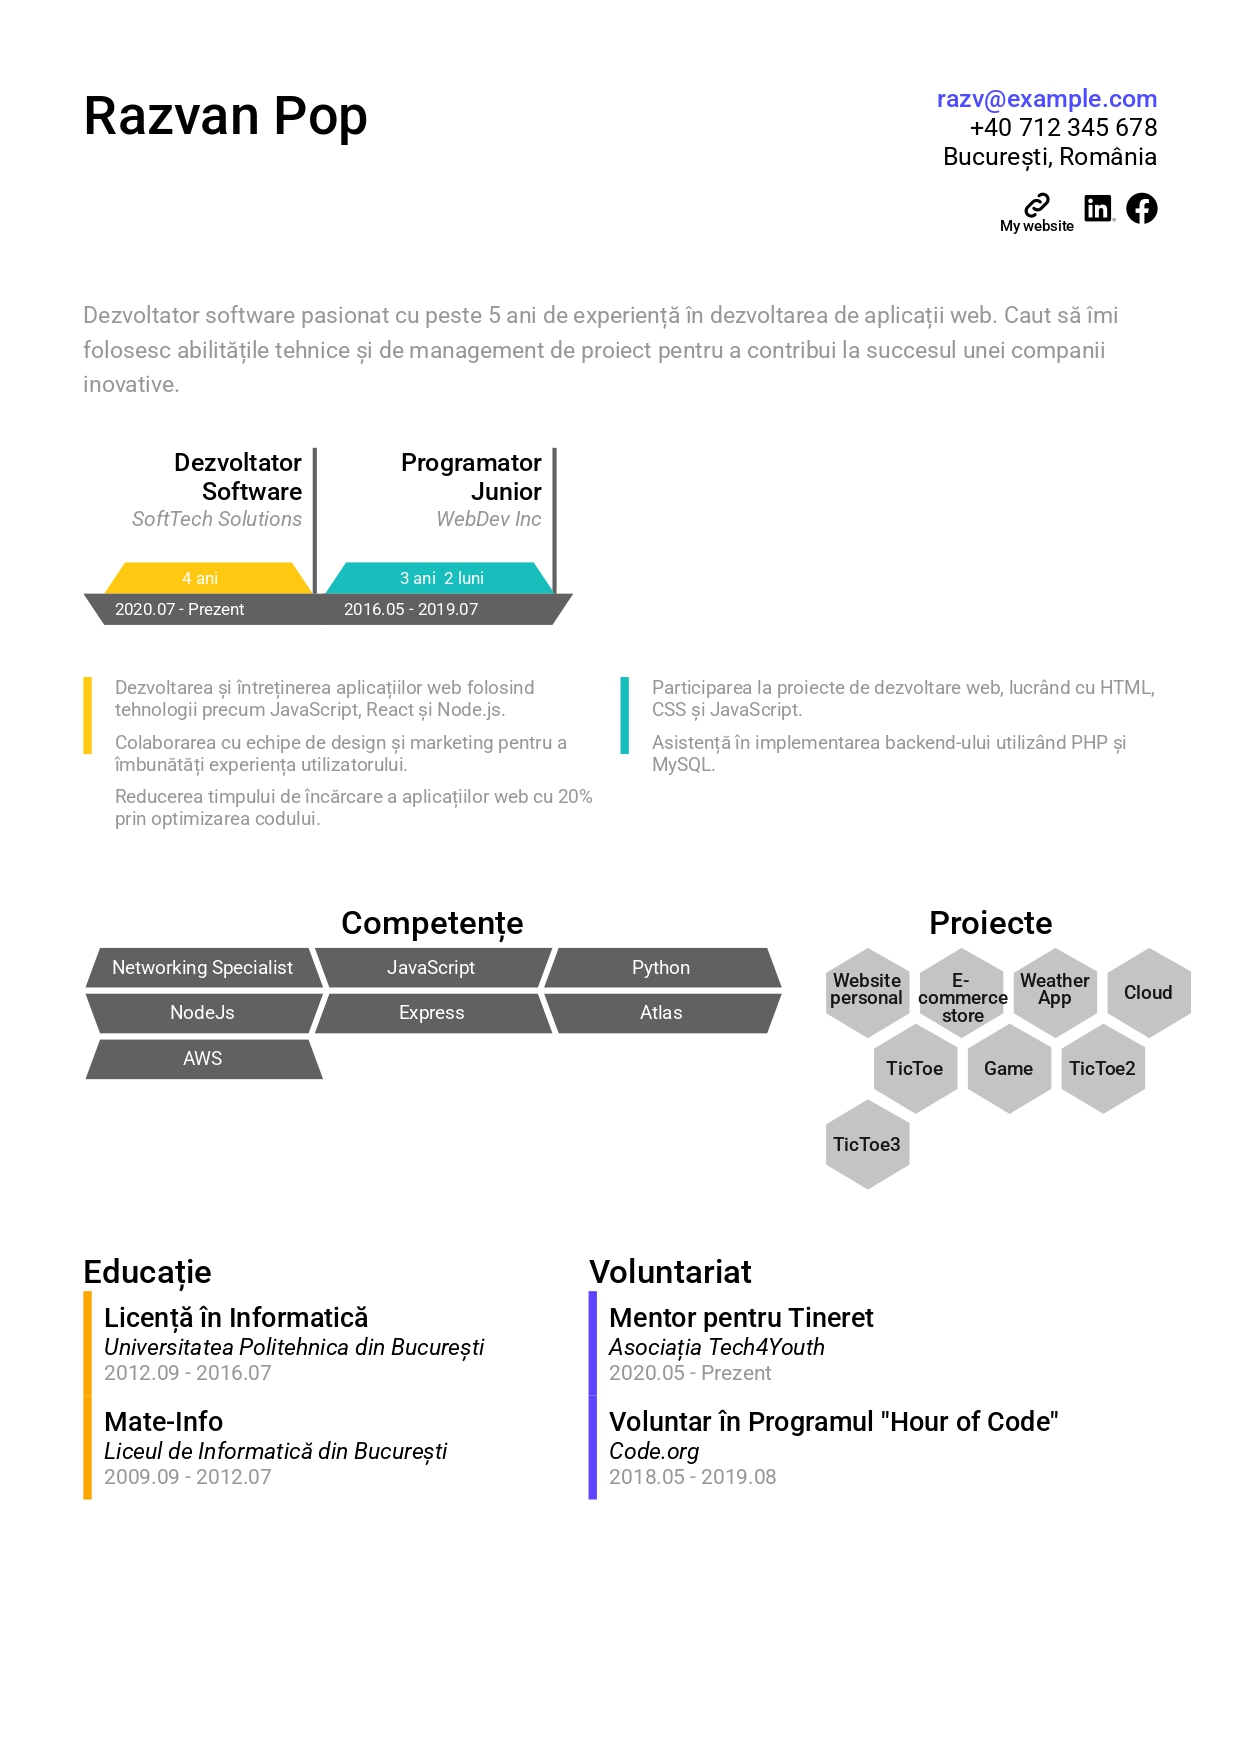 Razvan Pop
razv@example.com
+40 712 345 678
București, România
My website
in
Dezvoltator software pasionat cu peste 5 ani de experiență în dezvoltarea de aplicații web. Caut să îmi
folosesc abilitățile tehnice și de management de proiect pentru a contribui la succesul unei companii
inovative.
Dezvoltator
Software
SoftTech Solutions
4 ani
2020.07 - Prezent
Programator
Junior
WebDev Inc
3 ani 2 luni
2016.05 - 2019.07
Dezvoltarea și întreținerea aplicațiilor web folosind
tehnologii precum JavaScript, React și Node.js.
Colaborarea cu echipe de design și marketing pentru a
îmbunătăți experiența utilizatorului.
Reducerea timpului de încărcare a aplicațiilor web cu 20%
prin optimizarea codului.
Participarea la proiecte de dezvoltare web, lucrând cu HTML,
CSS și JavaScript.
Asistență în implementarea backend-ului utilizând PHP și
MySQL.
Competențe
Networking Specialist
JavaScript
Python
NodeJs
Express
Atlas
AWS
Proiecte
Website
personal
E-
commerce
store
Weather
App
Cloud
TicToe
Game
TicToe2
TicToe3
Educație
Licență în Informatică
Universitatea Politehnica din București
2012.09 - 2016.07
Mate-Info
Liceul de Informatică din București
2009.09 - 2012.07
Voluntariat
Mentor pentru Tineret
Asociația Tech4Youth
2020.05 - Prezent
Voluntar în Programul "Hour of Code"
Code.org
2018.05 - 2019.08